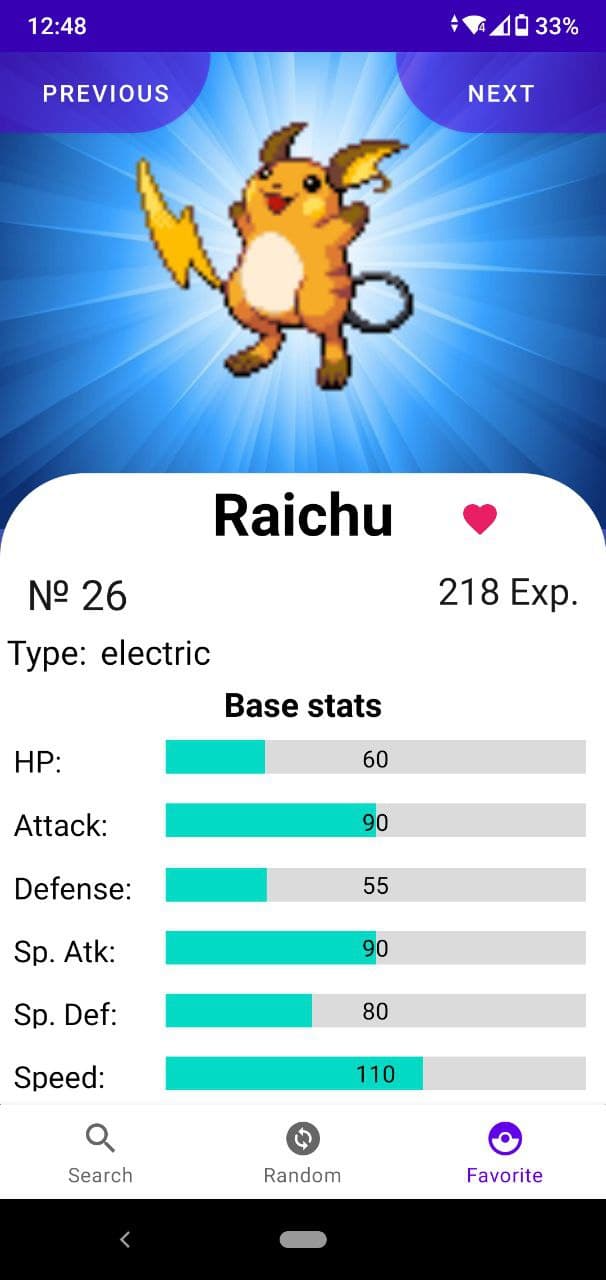 12:48
4 33%
PREVIOUS NEXT
Raichu
№ 26 218 Exp.
Type: electric
Base stats
HP: 60
Attack: 90
Defense: 55
Sp. Atk: 90
Sp. Def: 80
Speed: 110
Search Random Favorite